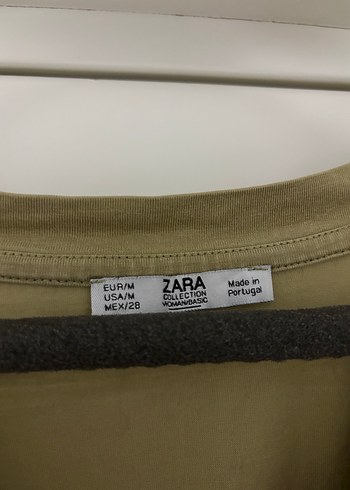 EUR/M
USA/M
MEX/28
ZARA
COLLECTION
WOMAN/BASIC
Made in
Portugal